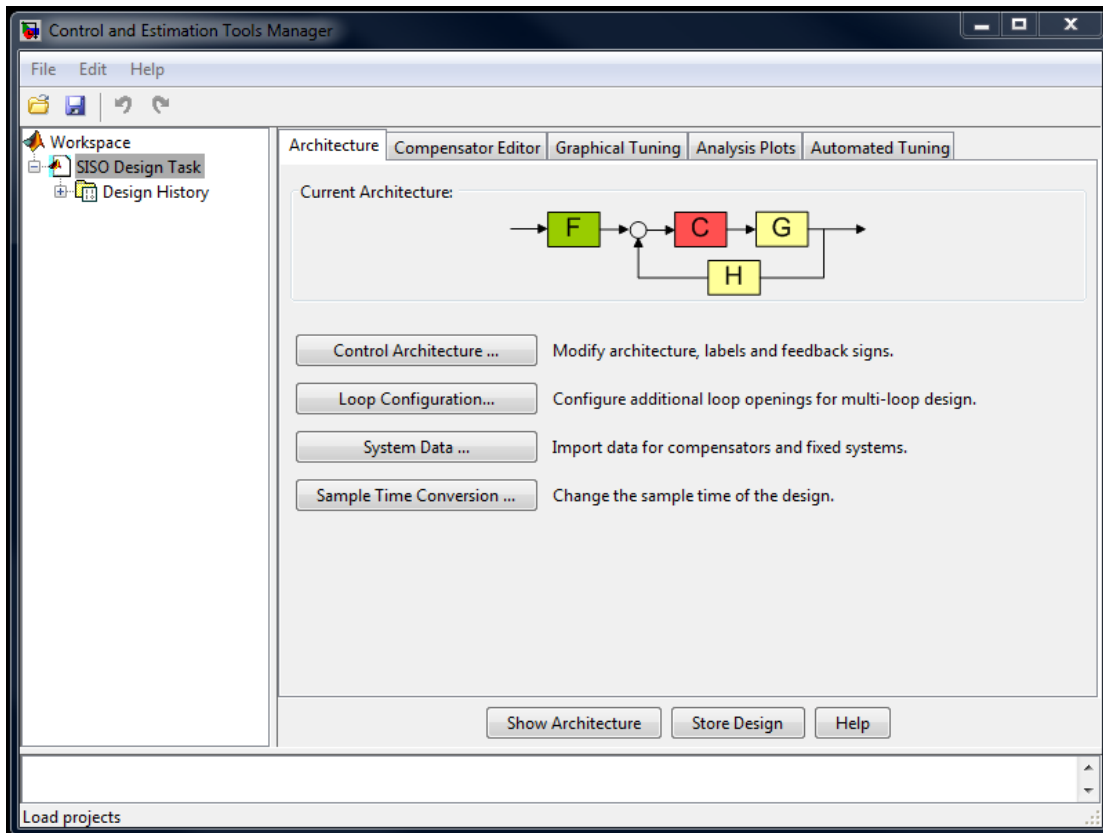 Control and Estimation Tools Manager
File Edit Help
Workspace
SISO Design Task
Design History
Architecture Compensator Editor Graphical Tuning Analysis Plots Automated Tuning
Current Architecture:
F C G
H
Control Architecture ... Modify architecture, labels and feedback signs.
Loop Configuration... Configure additional loop openings for multi-loop design.
System Data ... Import data for compensators and fixed systems.
Sample Time Conversion ... Change the sample time of the design.
Show Architecture Store Design Help
Load projects